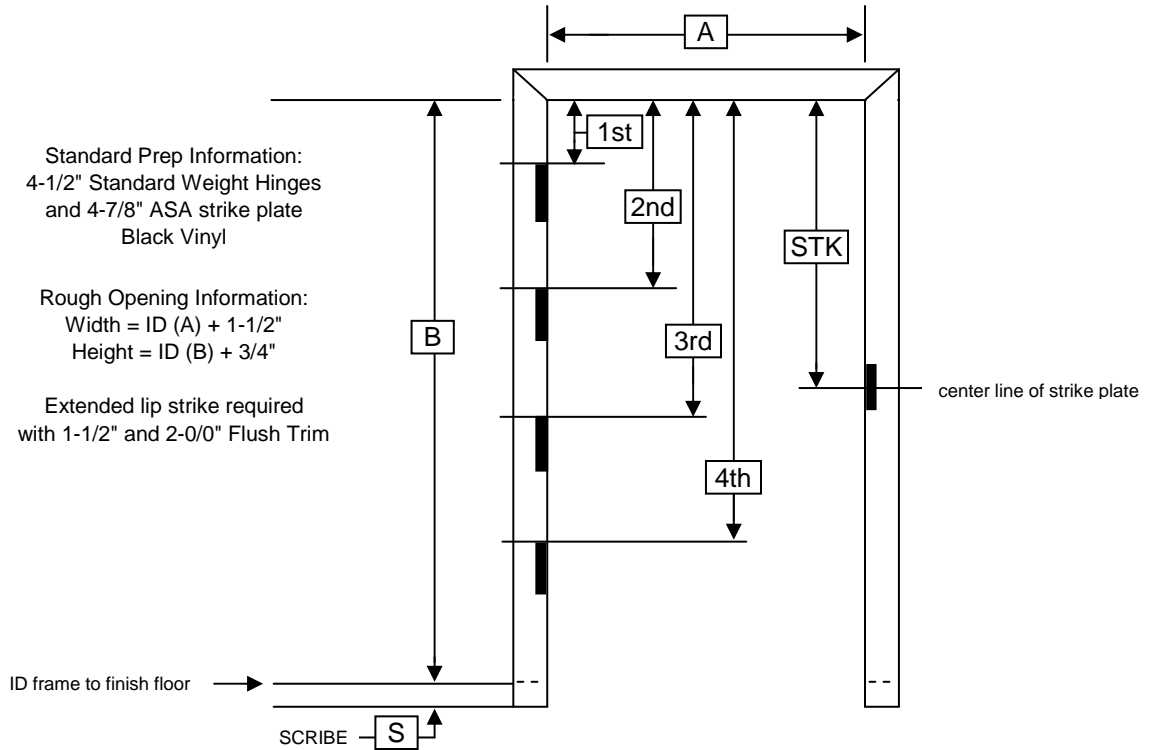 A
1st
Standard Prep Information:
4-1/2" Standard Weight Hinges
and 4-7/8" ASA strike plate
Black Vinyl
2nd
STK
Rough Opening Information:
Width = ID (A) + 1-1/2"
Height = ID (B) + 3/4"
B
3rd
center line of strike plate
Extended lip strike required
with 1-1/2" and 2-0/0" Flush Trim
4th
ID frame to finish floor
SCRIBE
S